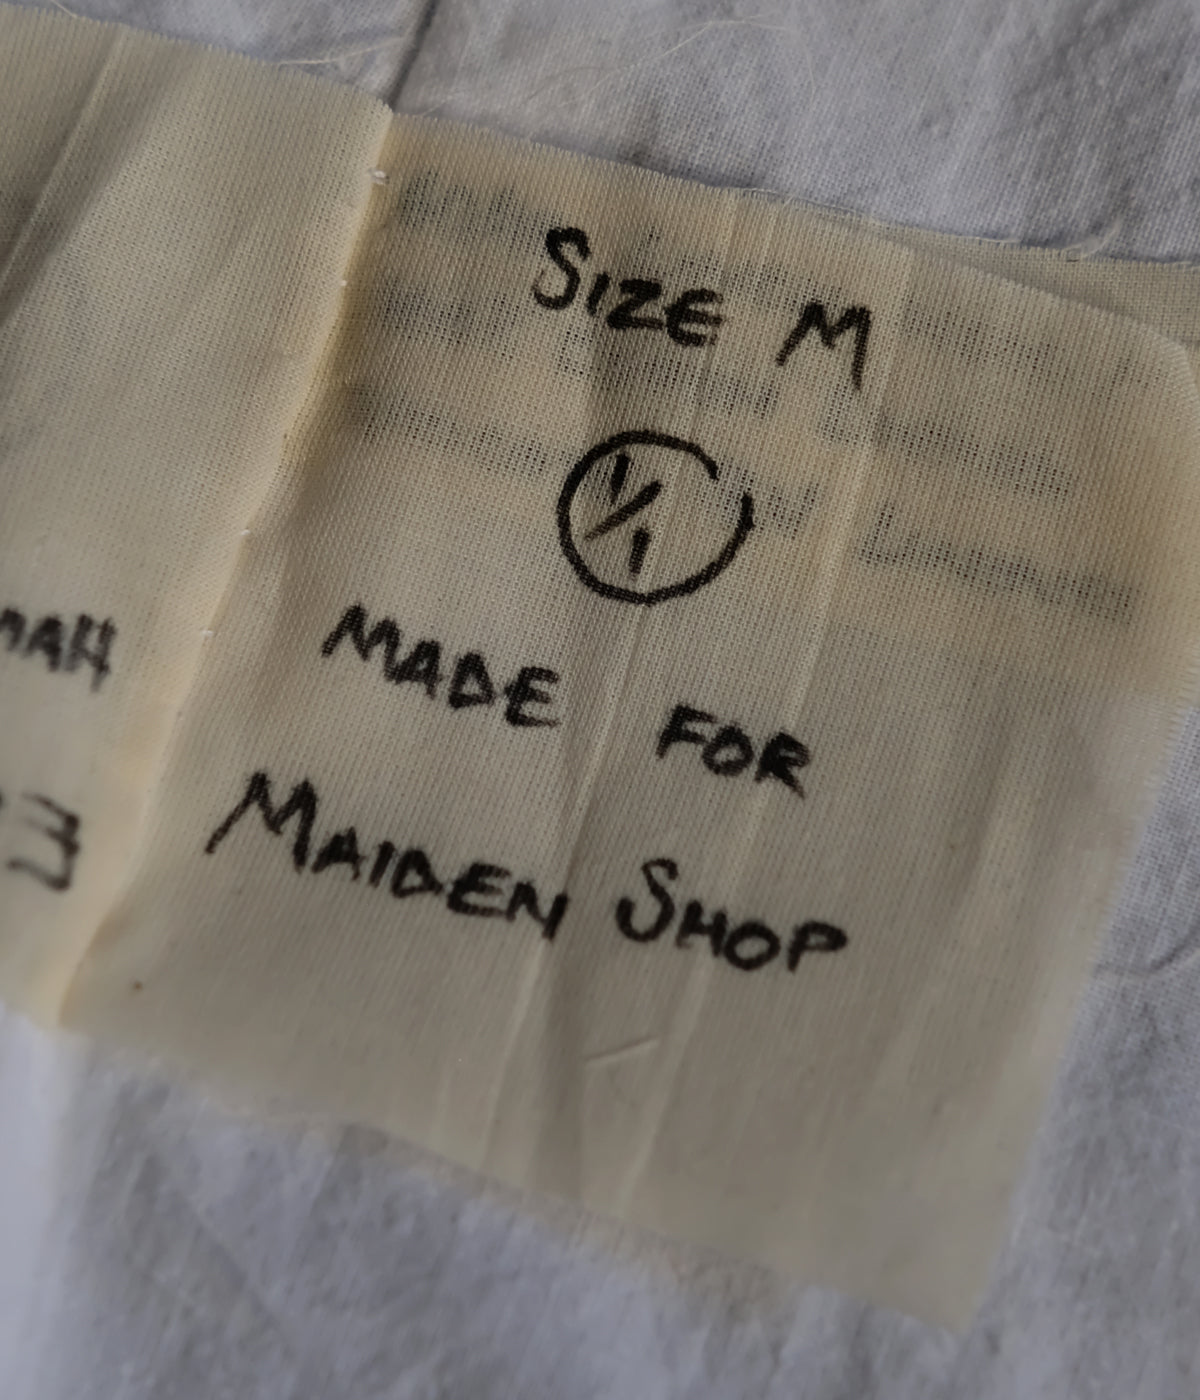 SIZE M
1/1
MADE FOR
MAIDEN SHOP